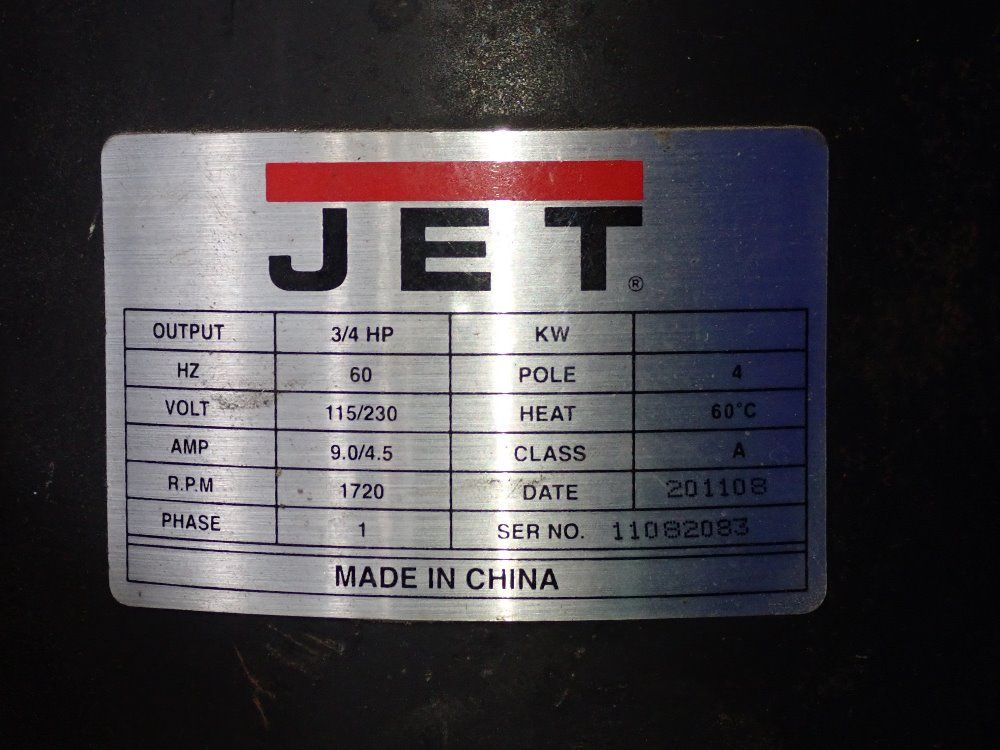 JET®
OUTPUT 3/4 HP KW
HZ 60 POLE 4
VOLT 115/230 HEAT 60°C
AMP 9.0/4.5 CLASS A
R.P.M 1720 DATE 201108
PHASE 1 SER NO. 11082083
MADE IN CHINA